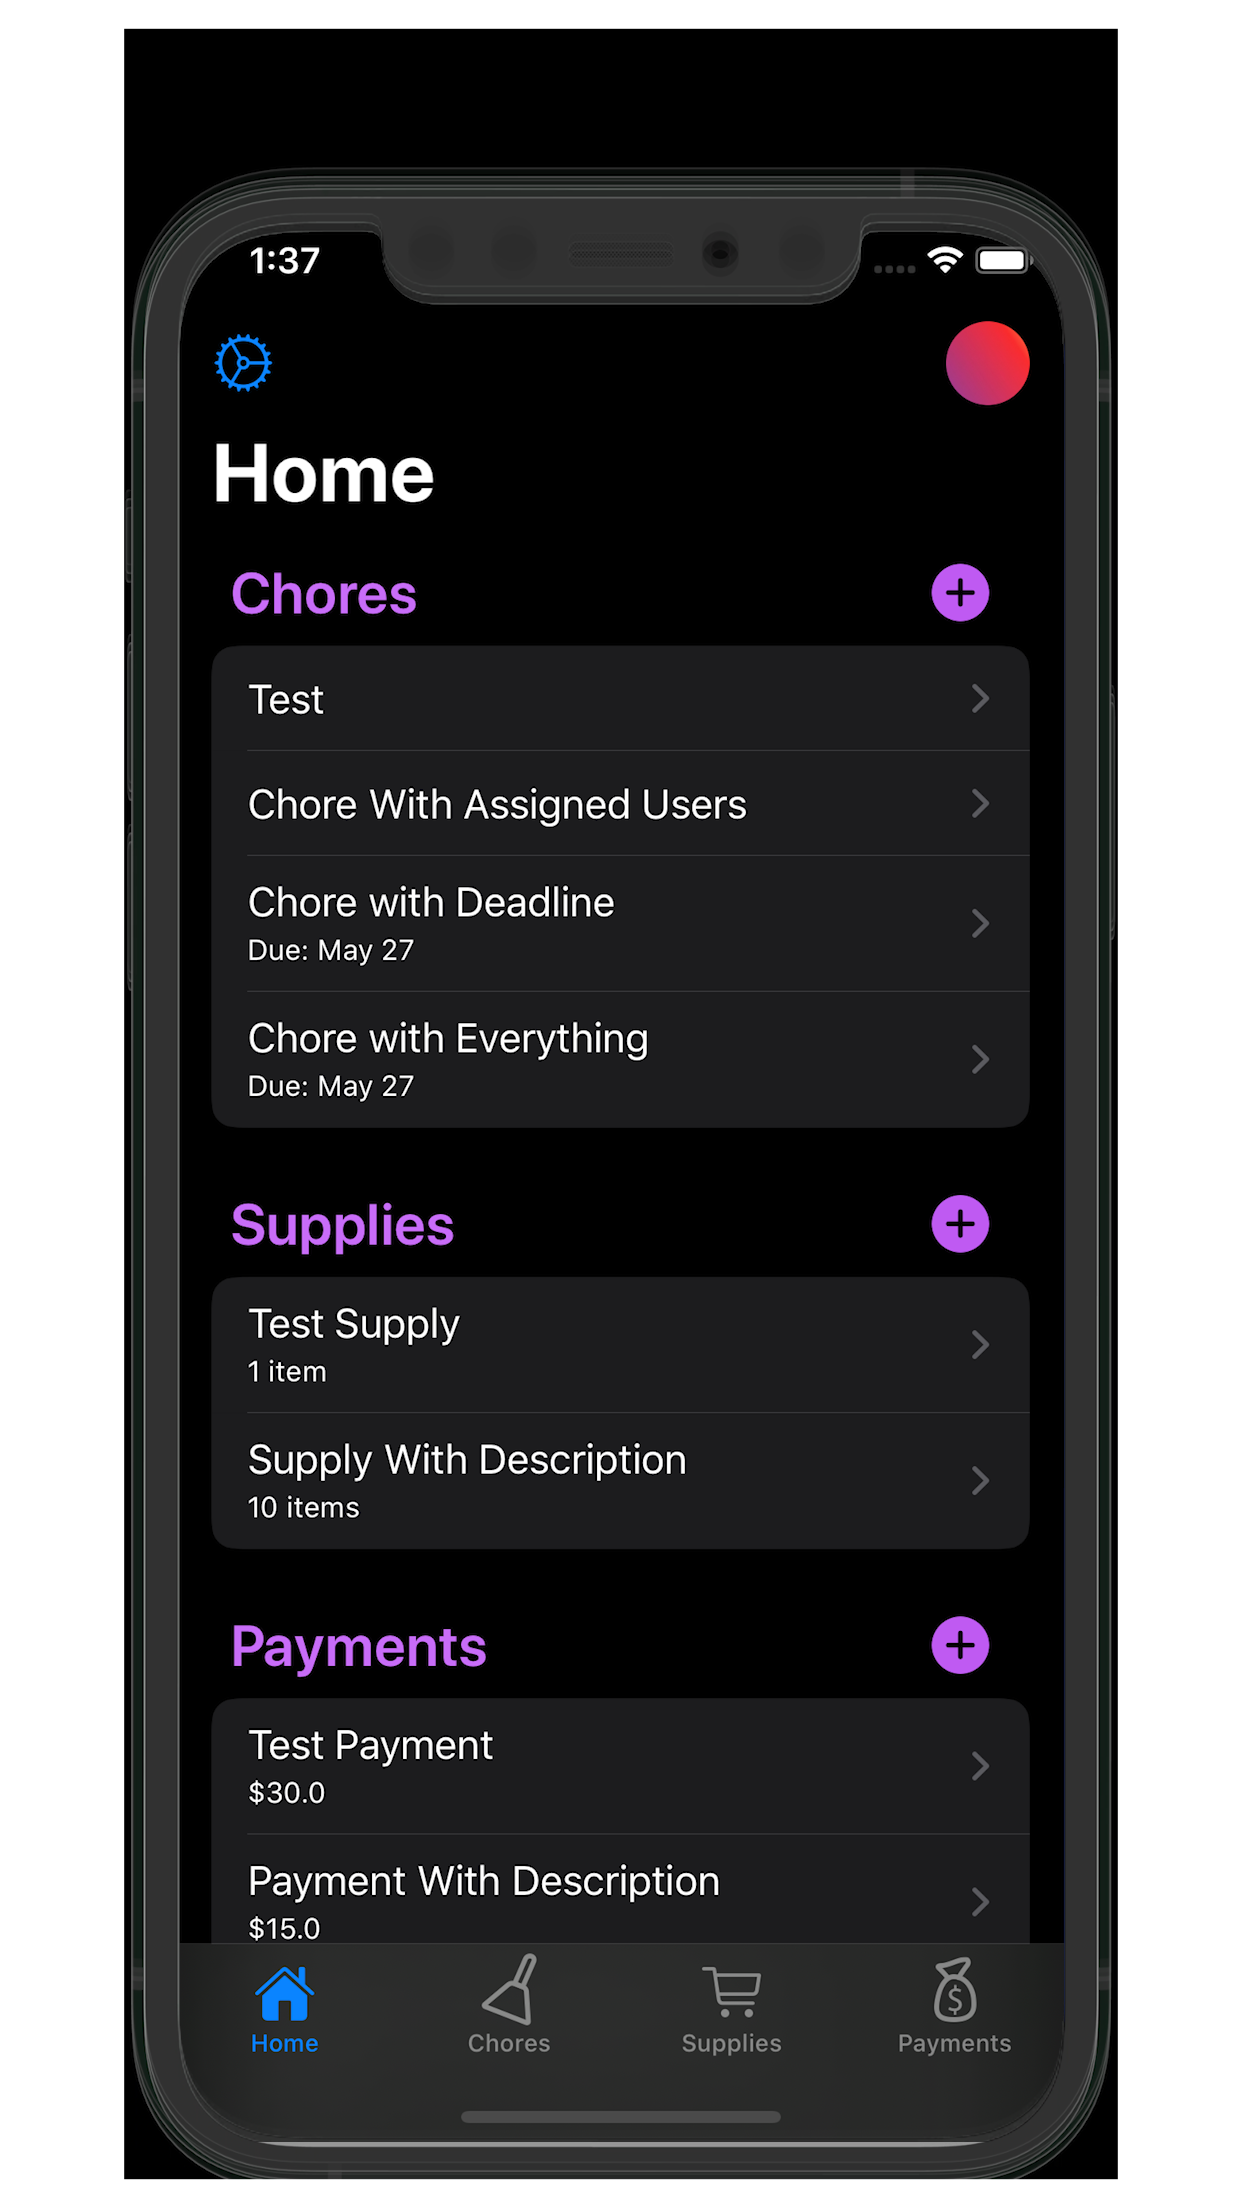 1:37
Home
Chores
Test
Chore With Assigned Users
Chore with Deadline
Due: May 27
Chore with Everything
Due: May 27
Supplies
Test Supply
1 item
Supply With Description
10 items
Payments
Test Payment
$30.0
Payment With Description
$15.0
Home
Chores
Supplies
Payments